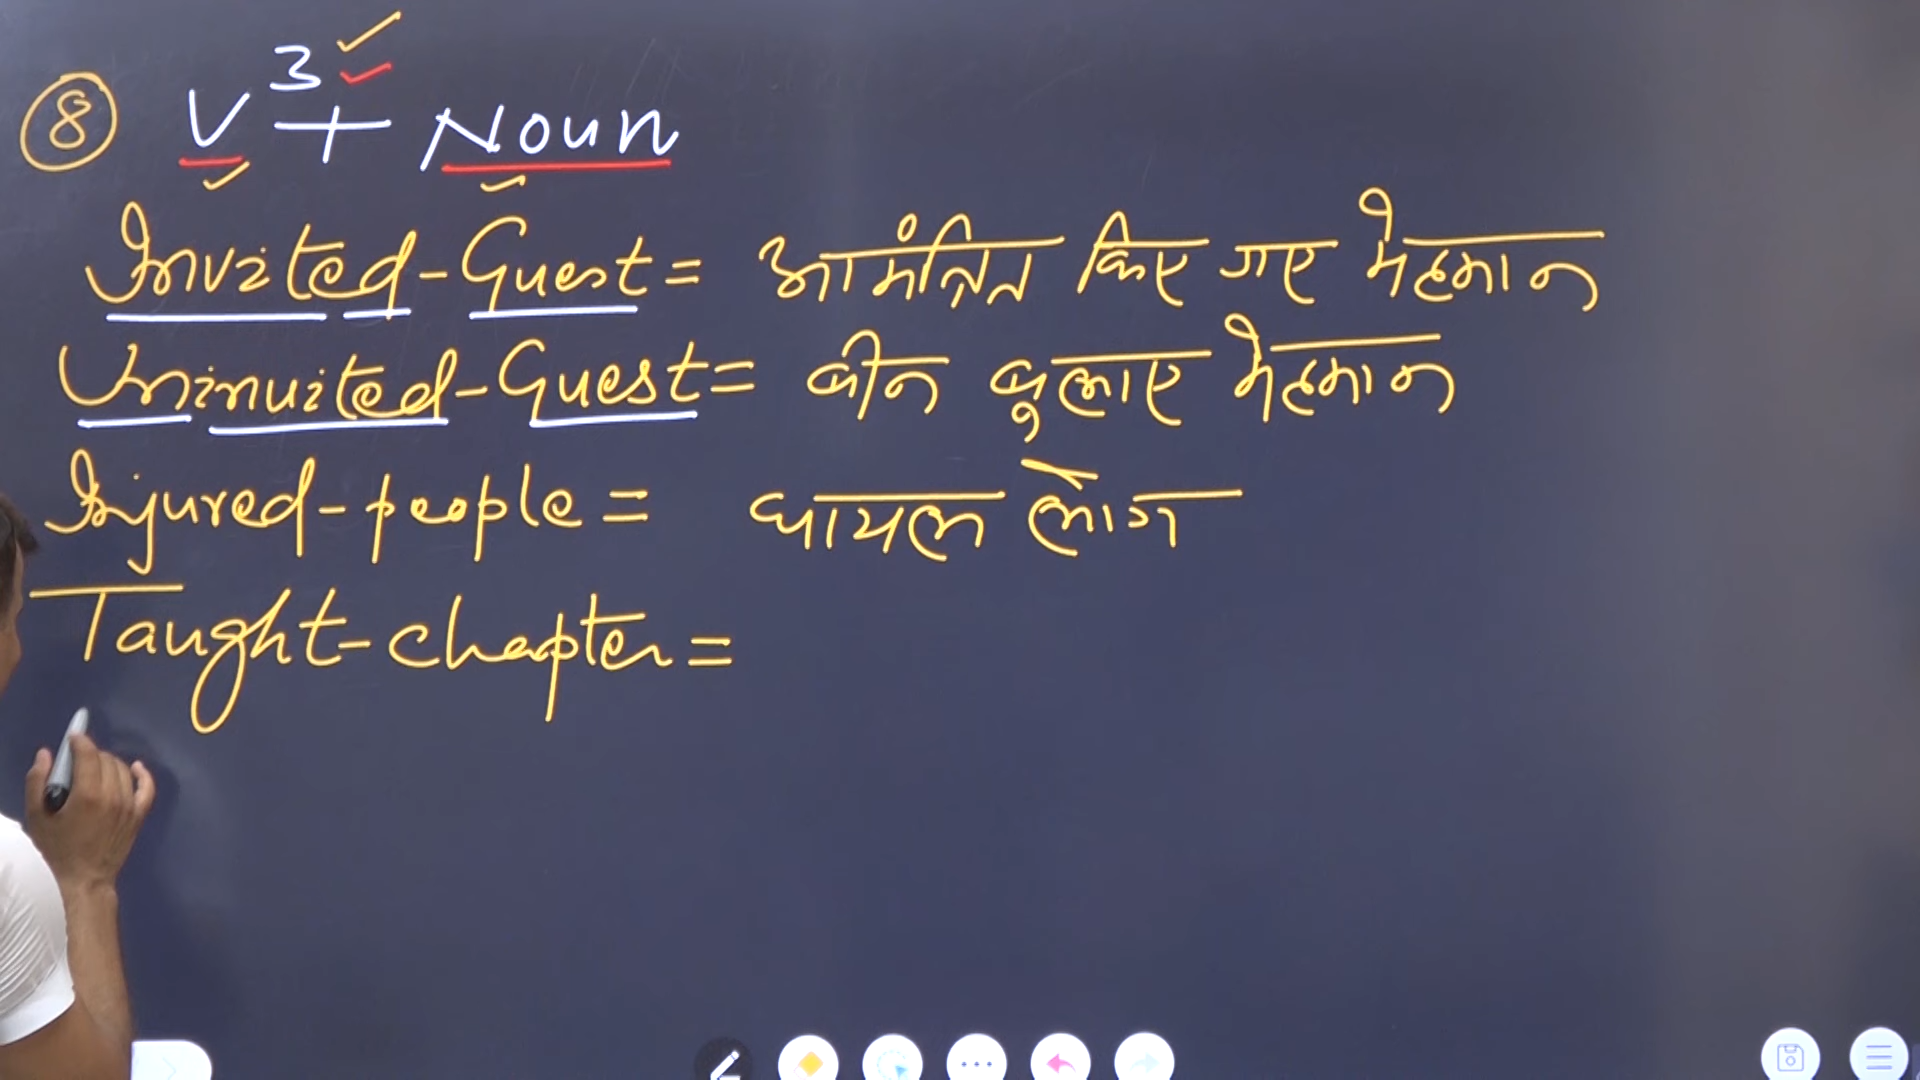 ⑧ V³ + Noun
Invited-Guest = आमंत्रित किए गए मेहमान
Uninvited-Guest = बीन बुलाए मेहमान
Injured-people = घायल लोग
Taught-chapter =